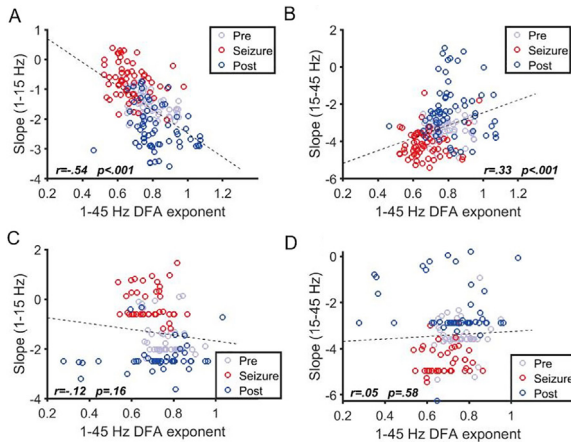 A
Slope (1-15 Hz)
1
0
-1
-2
-3
-4
Pre
Seizure
Post
r=-.54 p<.001
0.2 0.4 0.6 0.8 1 1.2
1-45 Hz DFA exponent
B
Slope (15-45 Hz)
2
0
-2
-4
-6
Pre
Seizure
Post
r=.33 p<.001
0.2 0.4 0.6 0.8 1 1.2
1-45 Hz DFA exponent
C
Slope (1-15 Hz)
2
0
-2
-4
Pre
Seizure
Post
r=-.12 p=.16
0.2 0.4 0.6 0.8 1
1-45 Hz DFA exponent
D
Slope (15-45 Hz)
0
-2
-4
-6
Pre
Seizure
Post
r=.05 p=.58
0.2 0.4 0.6 0.8 1
1-45 Hz DFA exponent